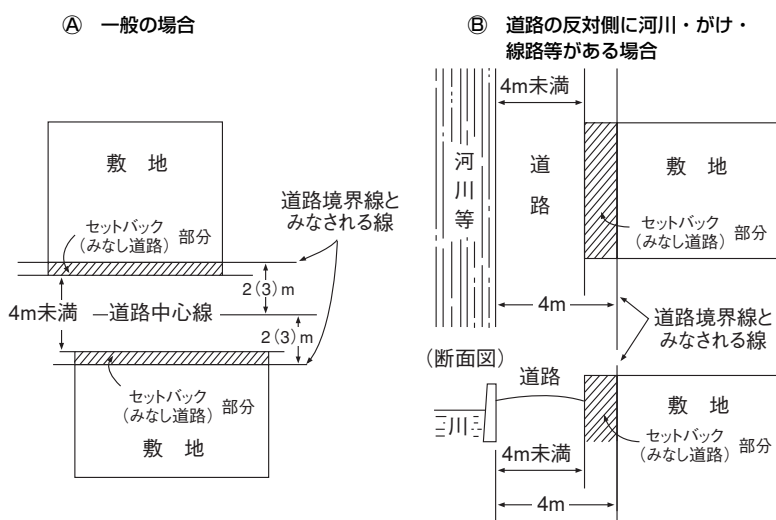 Ⓐ 一般の場合
敷 地
セットバック
(みなし道路) 部分
道路境界線と
みなされる線
2(3)m
4m未満
道路中心線
2(3)m
セットバック
(みなし道路) 部分
敷 地
Ⓑ 道路の反対側に河川・がけ・
線路等がある場合
4m未満
河川等
道路
敷 地
セットバック
(みなし道路) 部分
4m
道路境界線と
みなされる線
(断面図)
道路
川
敷 地
セットバック
(みなし道路) 部分
4m未満
4m